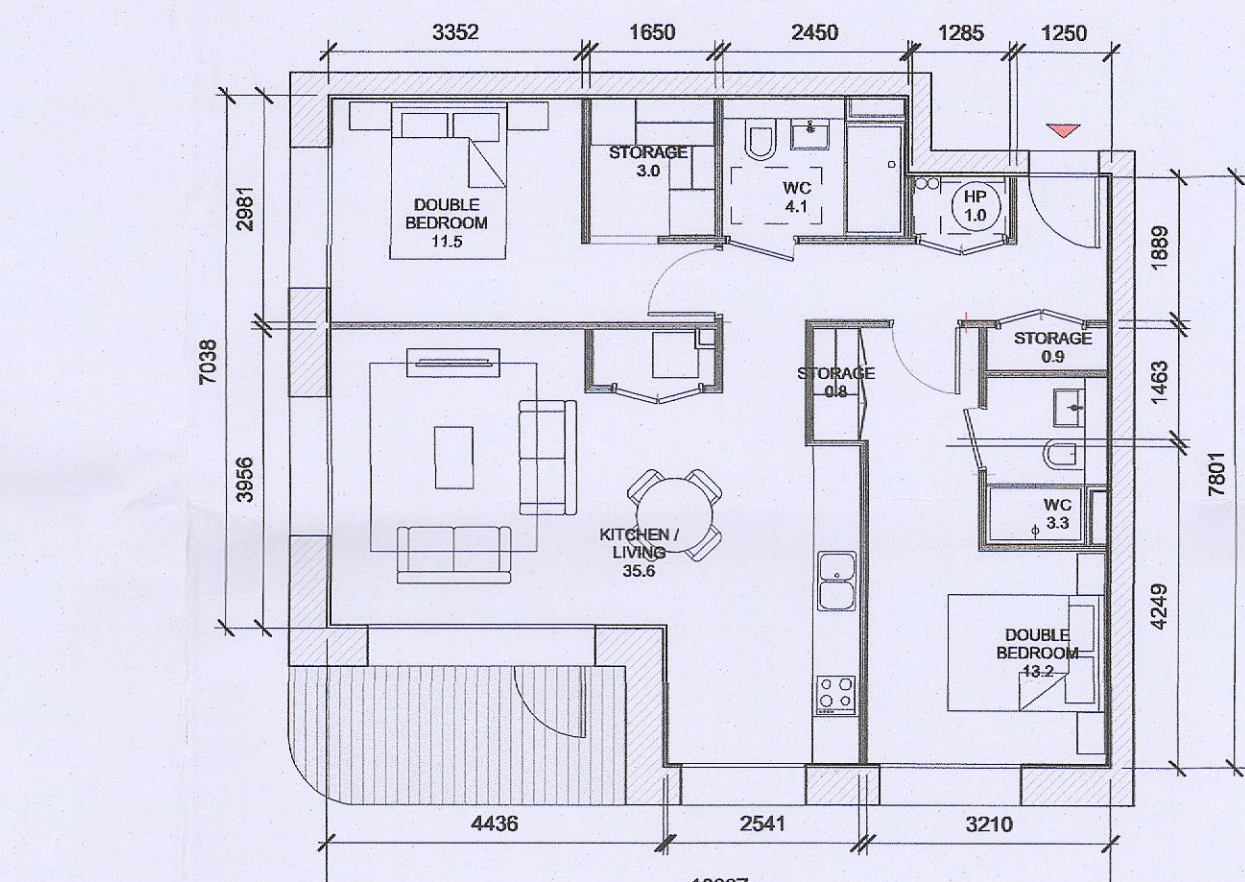 3352
1650
2450
1285
1250
STORAGE
3.0
WC
4.1
HP
1.0
DOUBLE
BEDROOM
11.5
2981
1889
7038
STORAGE
0.9
STORAGE
0.8
1463
3956
7801
WC
3.3
KITCHEN /
LIVING
35.6
4249
DOUBLE
BEDROOM
13.2
4436
2541
3210